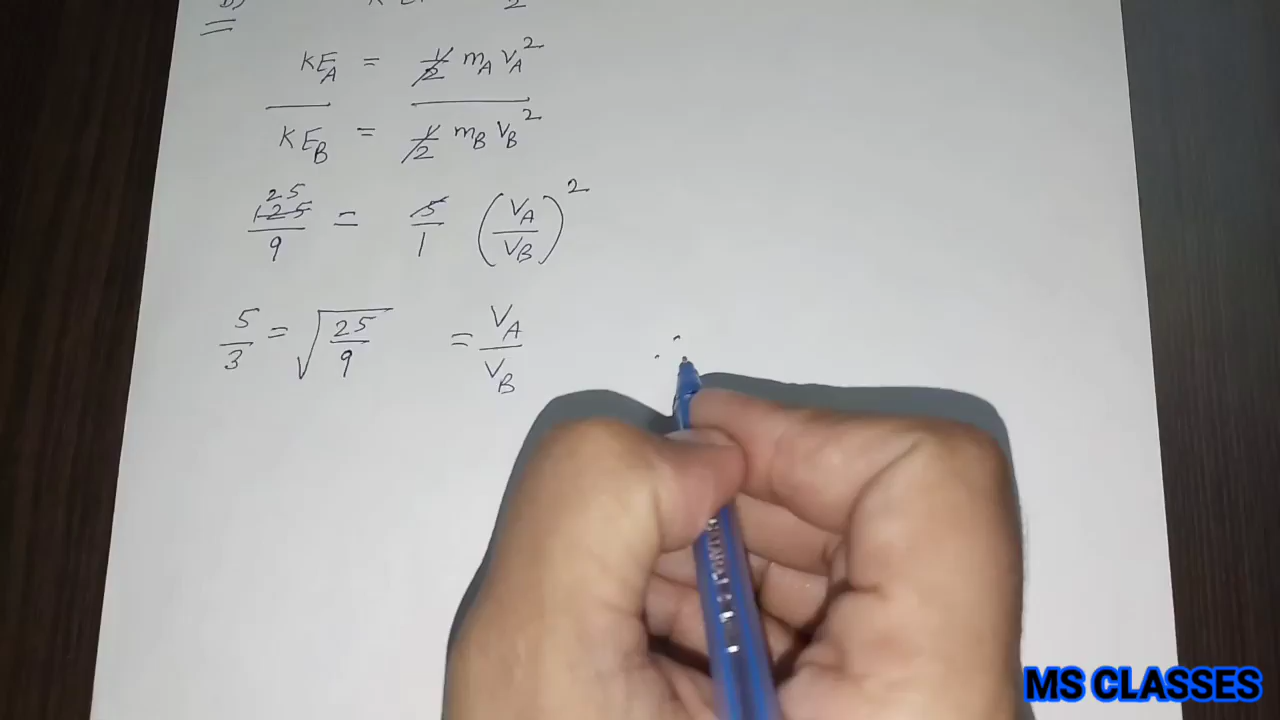 KE_A = 1/2 m_A V_A^2
KE_B = 1/2 m_B V_B^2
25
125/9 = 5/1 (V_A/V_B)^2
5/3 = √(25/9) = V_A/V_B
∴
MS CLASSES